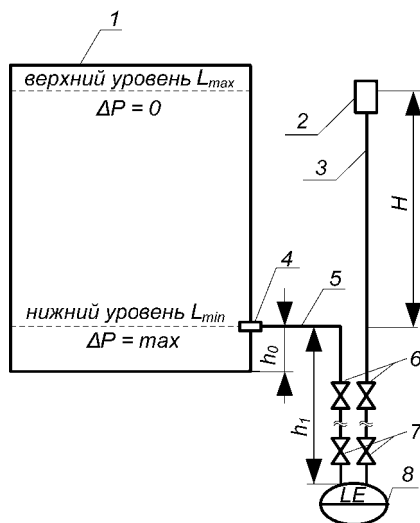 1
верхний уровень Lmax
ΔP = 0
2
3
H
4
5
нижний уровень Lmin
ΔP = max
h0
h1
6
7
LE
8